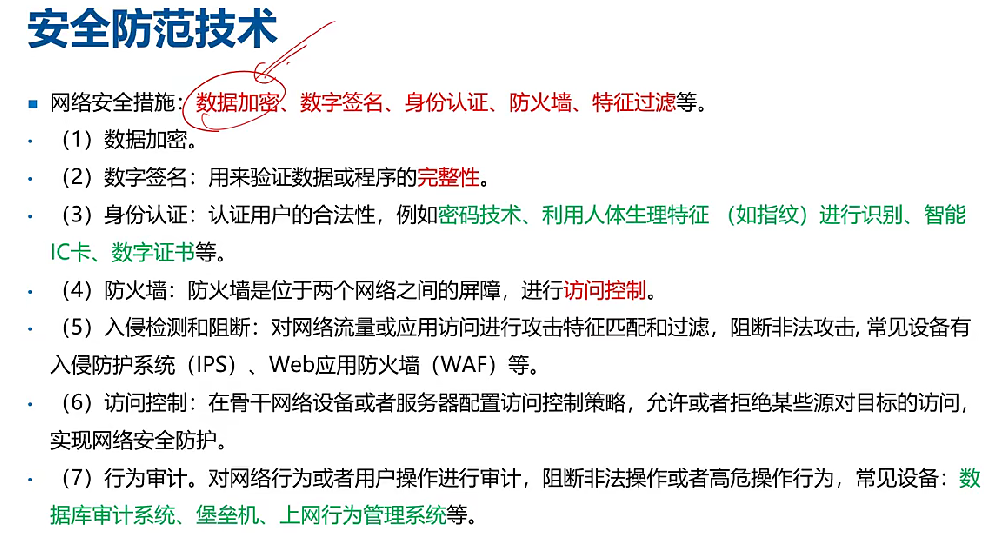 安全防范技术
网络安全措施：数据加密、数字签名、身份认证、防火墙、特征过滤等。
（1）数据加密。
（2）数字签名：用来验证数据或程序的完整性。
（3）身份认证：认证用户的合法性，例如密码技术、利用人体生理特征 （如指纹）进行识别、智能
IC卡、数字证书等。
（4）防火墙：防火墙是位于两个网络之间的屏障，进行访问控制。
（5）入侵检测和阻断：对网络流量或应用访问进行攻击特征匹配和过滤，阻断非法攻击, 常见设备有
入侵防护系统（IPS）、Web应用防火墙（WAF）等。
（6）访问控制：在骨干网络设备或者服务器配置访问控制策略，允许或者拒绝某些源对目标的访问，
实现网络安全防护。
（7）行为审计。对网络行为或者用户操作进行审计，阻断非法操作或者高危操作行为，常见设备：数
据库审计系统、堡垒机、上网行为管理系统等。